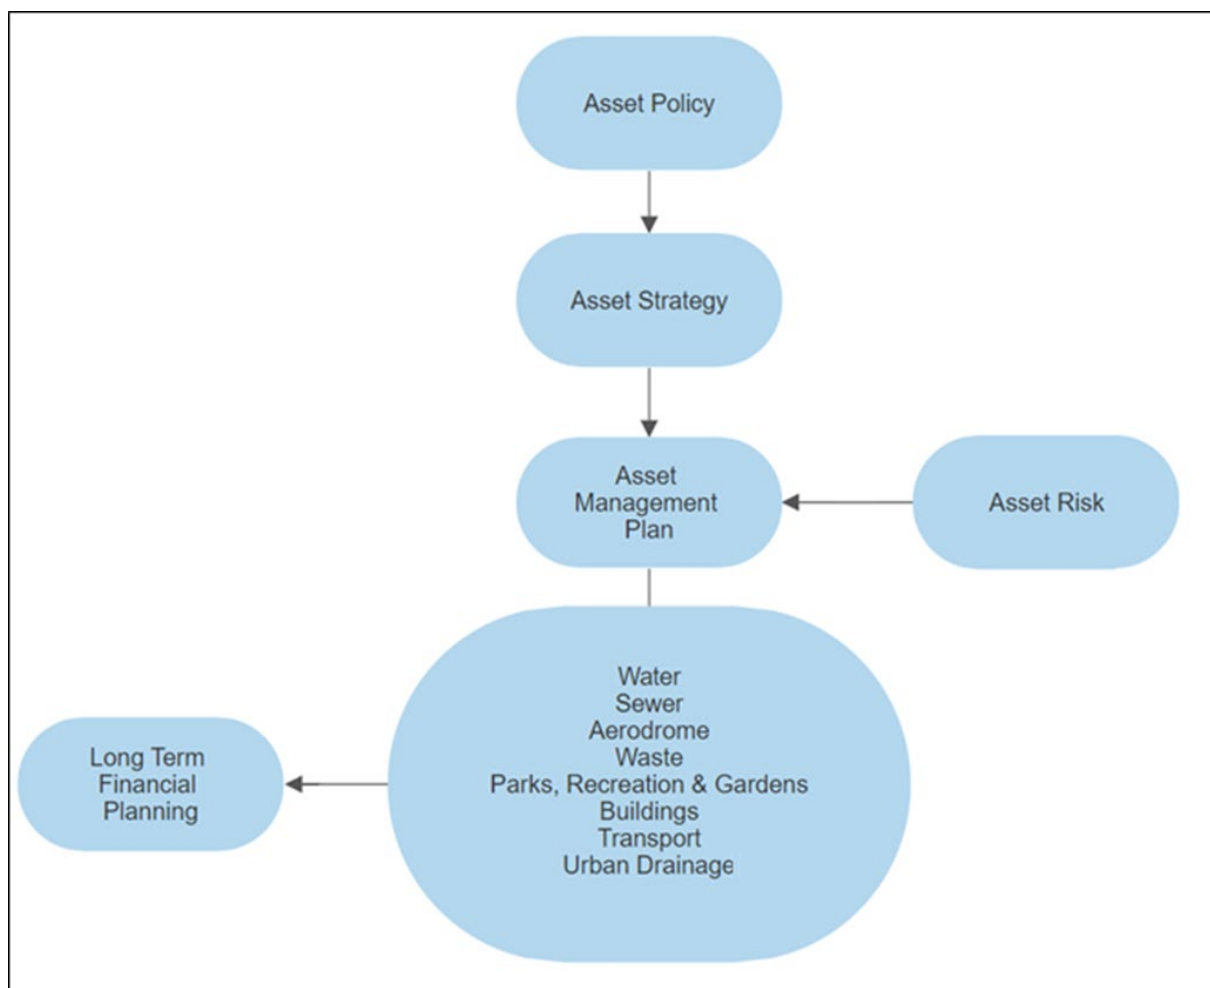 Asset Policy
Asset Strategy
Asset
Management
Plan
Asset Risk
Water
Sewer
Aerodrome
Waste
Parks, Recreation & Gardens
Buildings
Transport
Urban Drainage
Long Term
Financial
Planning